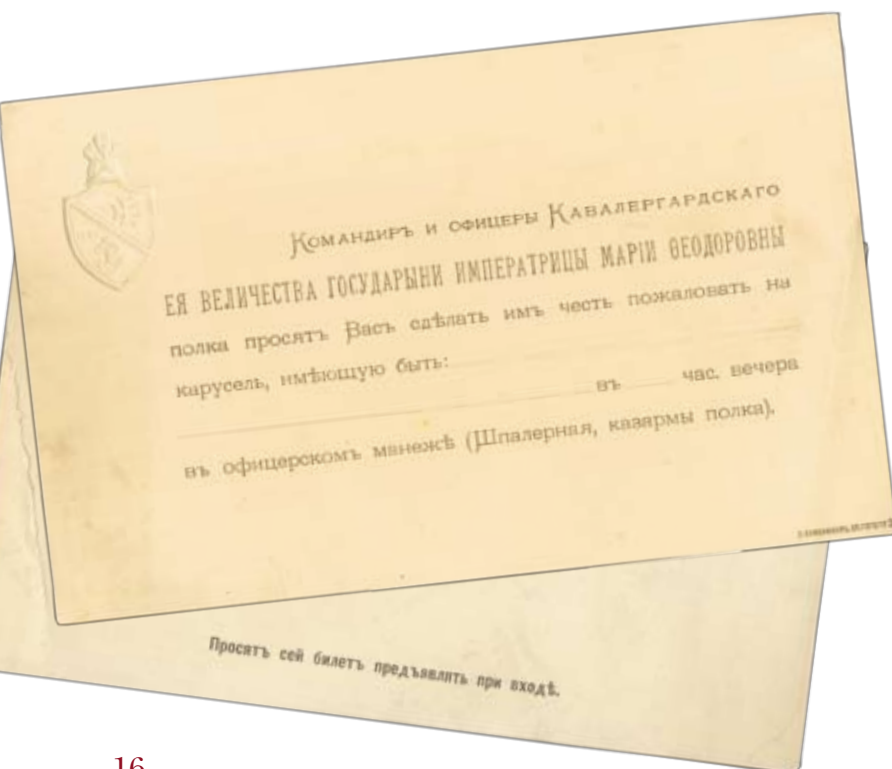 Командиръ и офицеры Кавалергардскаго
ЕЯ ВЕЛИЧЕСТВА ГОСУДАРЫНИ ИМПЕРАТРИЦЫ МАРІИ ѲЕОДОРОВНЫ
полка просятъ Васъ сдѣлать имъ честь пожаловать на
карусель, имѣющую быть:
въ час. вечера
въ офицерскомъ манежѣ (Шпалерная, казармы полка).
Просятъ сей билетъ предъявлять при входѣ.
16